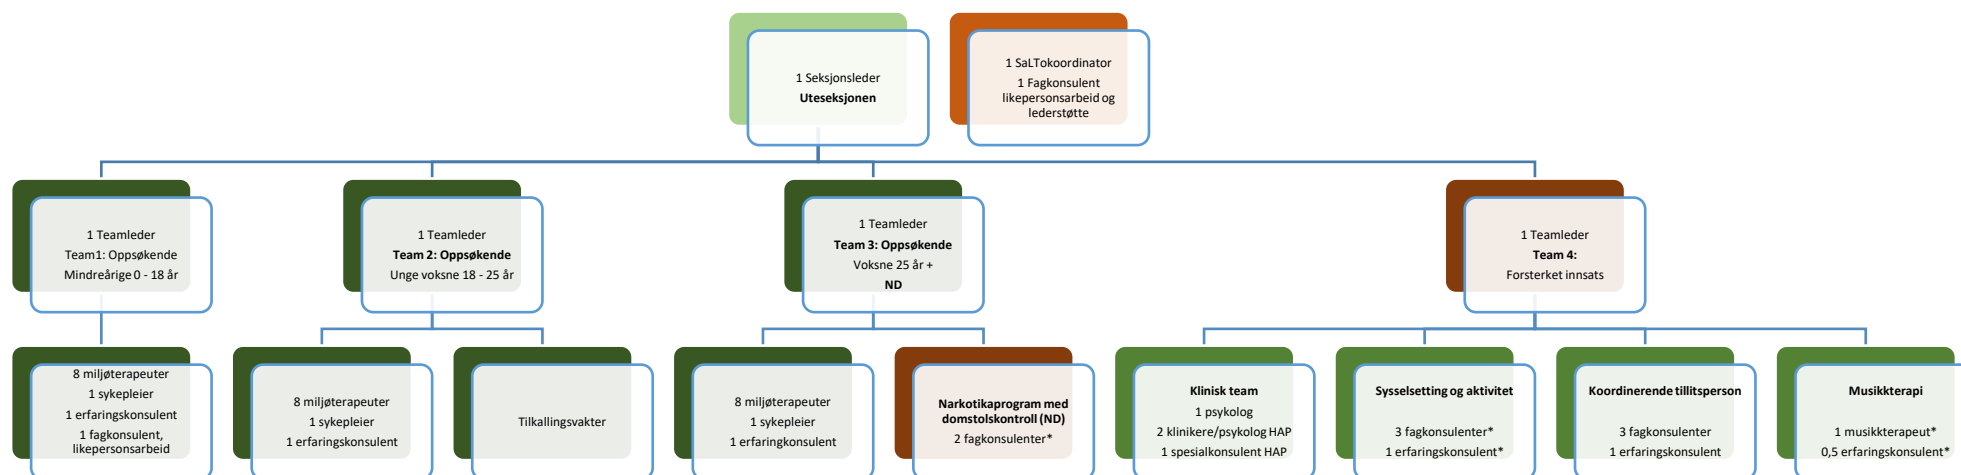 1 Seksjonsleder
Uteseksjonen
1 SaLTokoordinator
1 Fagkonsulent
likepersonsarbeid og
lederstøtte
1 Teamleder
Team1: Oppsøkende
Mindreårige 0 - 18 år
1 Teamleder
Team 2: Oppsøkende
Unge voksne 18 - 25 år
1 Teamleder
Team 3: Oppsøkende
Voksne 25 år +
ND
1 Teamleder
Team 4:
Forsterket innsats
8 miljøterapeuter
1 sykepleier
1 erfaringskonsulent
1 fagkonsulent,
likepersonsarbeid
8 miljøterapeuter
1 sykepleier
1 erfaringskonsulent
Tilkallingsvakter
8 miljøterapeuter
1 sykepleier
1 erfaringkonsulent
Narkotikaprogram med
domstolskontroll (ND)
2 fagkonsulenter*
Klinisk team
1 psykolog
2 klinikere/psykolog HAP
1 spesialkonsulent HAP
Sysselsetting og aktivitet
3 fagkonsulenter*
1 erfaringskonsulent*
Koordinerende tillitsperson
3 fagkonsulenter
1 erfaringskonsulent
Musikkterapi
1 musikkterapeut*
0,5 erfaringskonsulent*